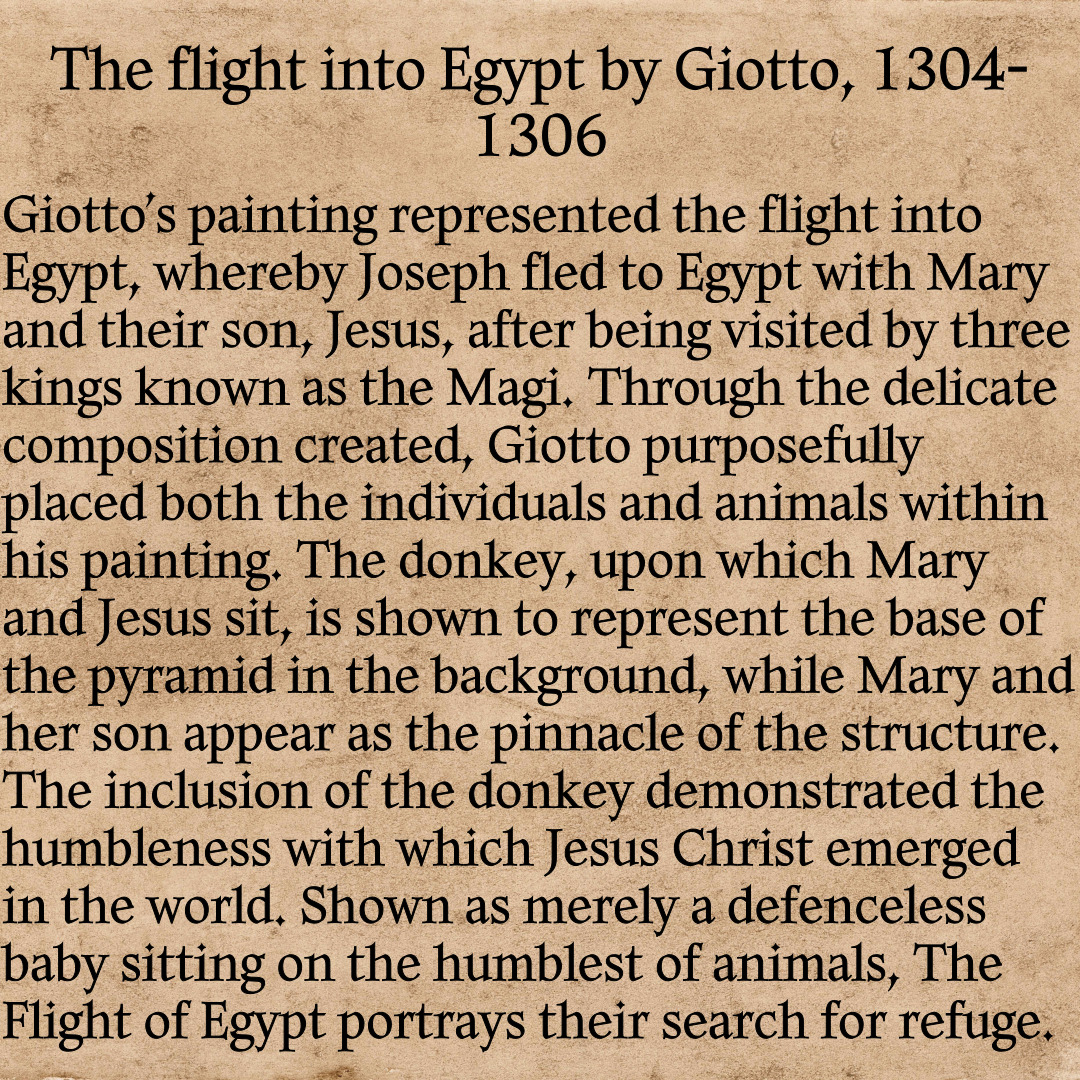 The flight into Egypt by Giotto, 1304-
1306
Giotto's painting represented the flight into
Egypt, whereby Joseph fled to Egypt with Mary
and their son, Jesus, after being visited by three
kings known as the Magi. Through the delicate
composition created, Giotto purposefully
placed both the individuals and animals within
his painting. The donkey, upon which Mary
and Jesus sit, is shown to represent the base of
the pyramid in the background, while Mary and
her son appear as the pinnacle of the structure.
The inclusion of the donkey demonstrated the
humbleness with which Jesus Christ emerged
in the world. Shown as merely a defenceless
baby sitting on the humblest of animals, The
Flight of Egypt portrays their search for refuge.